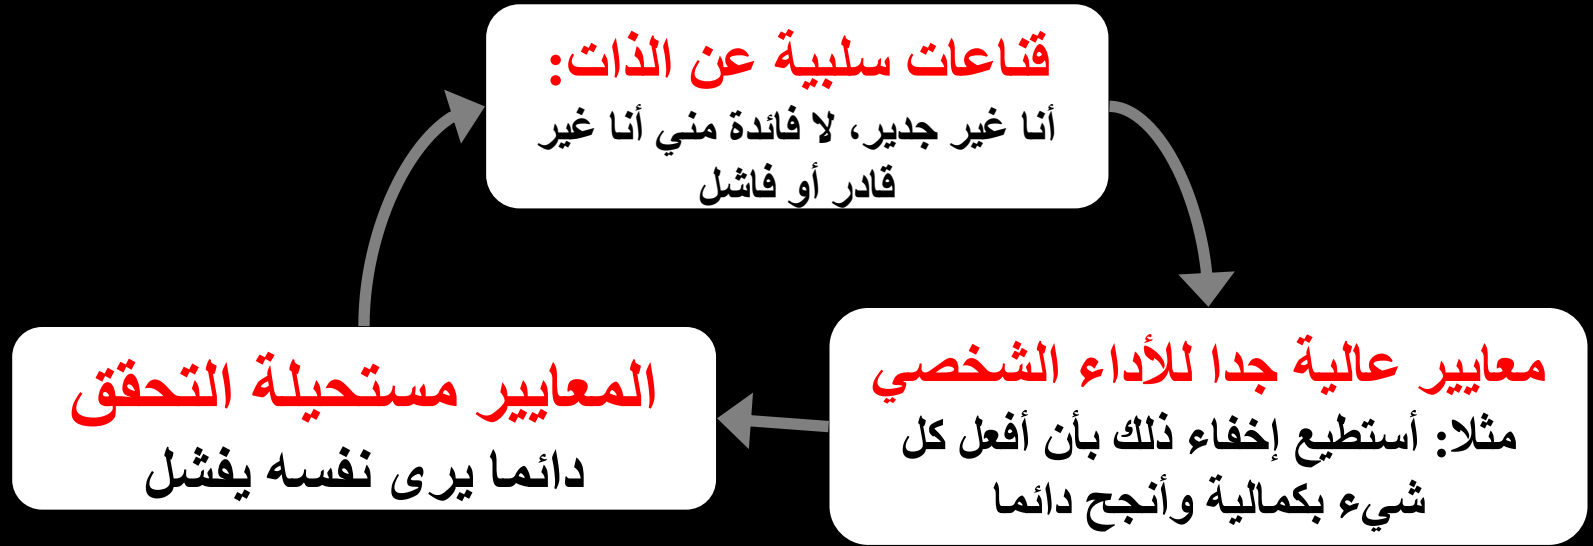 قناعات سلبية عن الذات:
أنا غير جدير، لا فائدة مني أنا غير
قادر أو فاشل
معايير عالية جدا للأداء الشخصي
مثلا: أستطيع إخفاء ذلك بأن أفعل كل
شيء بكمالية وأنجح دائما
المعايير مستحيلة التحقق
دائما يرى نفسه يفشل